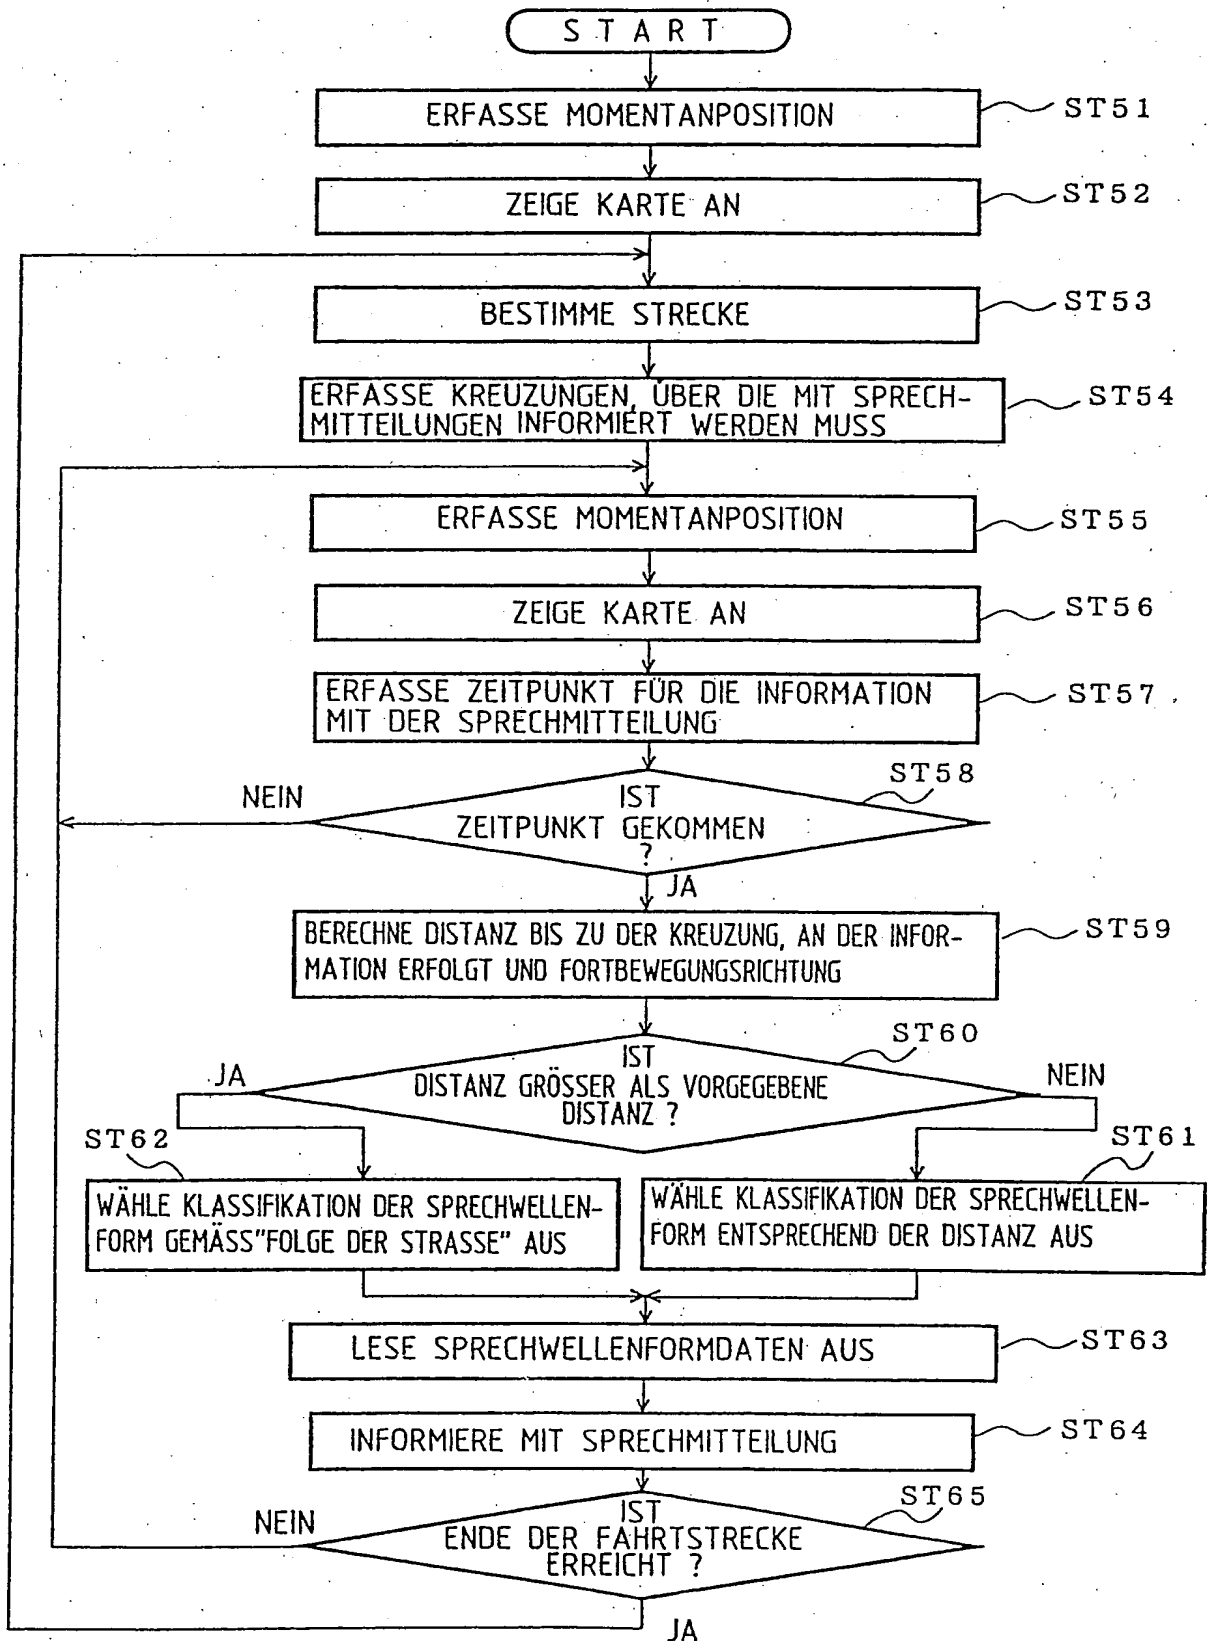 START
ERFASSE MOMENTANPOSITION
ST51
ZEIGE KARTE AN
ST52
BESTIMME STRECKE
ST53
ERFASSE KREUZUNGEN, ÜBER DIE MIT SPRECH-
MITTEILUNGEN INFORMIERT WERDEN MUSS
ST54
ERFASSE MOMENTANPOSITION
ST55
ZEIGE KARTE AN
ST56
ERFASSE ZEITPUNKT FÜR DIE INFORMATION
MIT DER SPRECHMITTEILUNG
ST57
ST58
NEIN
IST
ZEITPUNKT GEKOMMEN
?
JA
BERECHNE DISTANZ BIS ZU DER KREUZUNG, AN DER INFOR-
MATION ERFOLGT UND FORTBEWEGUNGSRICHTUNG
ST59
ST60
JA
IST
DISTANZ GRÖSSER ALS VORGEGEBENE
DISTANZ ?
NEIN
ST62
ST61
WÄHLE KLASSIFIKATION DER SPRECHWELLEN-
FORM GEMÄSS"FOLGE DER STRASSE" AUS
WÄHLE KLASSIFIKATION DER SPRECHWELLEN-
FORM ENTSPRECHEND DER DISTANZ AUS
LESE SPRECHWELLENFORMDATEN AUS
ST63
INFORMIERE MIT SPRECHMITTEILUNG
ST64
ST65
NEIN
IST
ENDE DER FAHRTSTRECKE
ERREICHT ?
JA